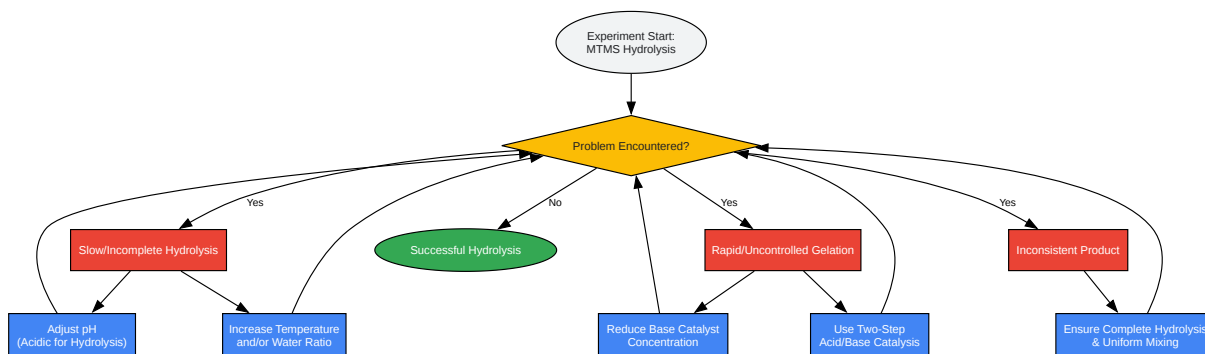 Experiment Start:
MTMS Hydrolysis
Problem Encountered?
Yes
No
Yes
Yes
Slow/Incomplete Hydrolysis
Successful Hydrolysis
Rapid/Uncontrolled Gelation
Inconsistent Product
Adjust pH
(Acidic for Hydrolysis)
Increase Temperature
and/or Water Ratio
Reduce Base Catalyst
Concentration
Use Two-Step
Acid/Base Catalysis
Ensure Complete Hydrolysis
& Uniform Mixing